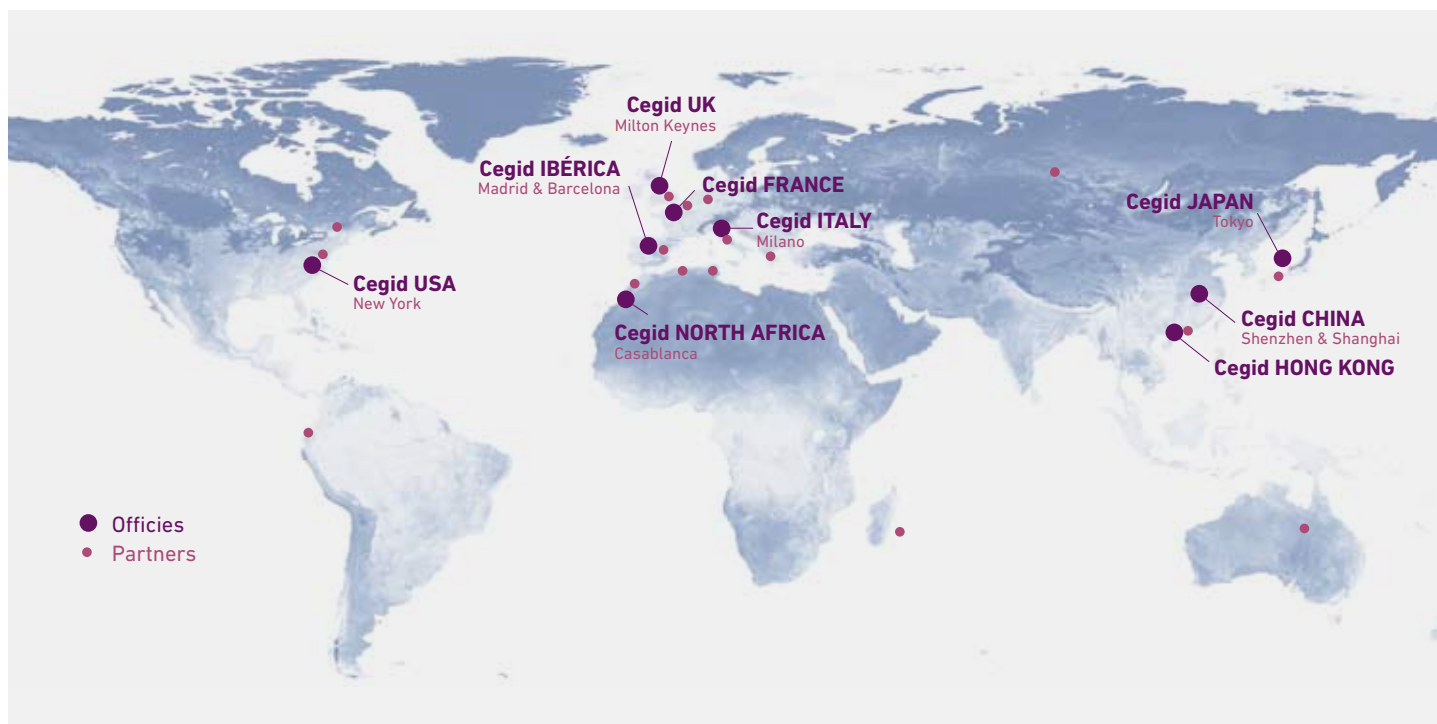 Cegid UK
Milton Keynes
Cegid IBÉRICA
Madrid & Barcelona
Cegid FRANCE
Cegid ITALY
Milano
Cegid JAPAN
Tokyo
Cegid USA
New York
Cegid NORTH AFRICA
Casablanca
Cegid CHINA
Shenzhen & Shanghai
Cegid HONG KONG
Officies
Partners